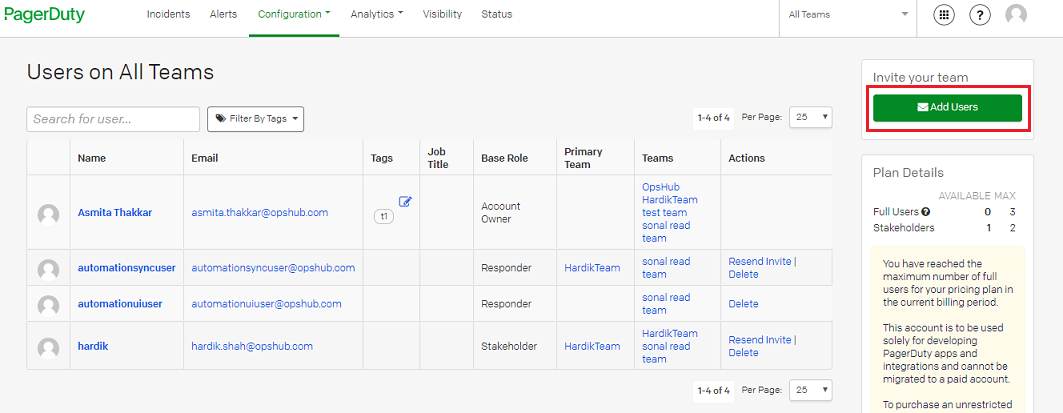 PagerDuty
Incidents Alerts Configuration Analytics Visibility Status
All Teams
?
Users on All Teams
Search for user...
Filter By Tags
1-4 of 4 Per Page: 25
Name Email Tags Job Title Base Role Primary Team Teams Actions
Asmita Thakkar asmita.thakkar@opshub.com t1 Account Owner OpsHub HardikTeam test team sonal read team
automationsyncuser automationsyncuser@opshub.com Responder HardikTeam sonal read team Resend Invite | Delete
automationuiuser automationuiuser@opshub.com Responder sonal read team Delete
hardik hardik.shah@opshub.com Stakeholder HardikTeam HardikTeam sonal read team Resend Invite | Delete
1-4 of 4 Per Page: 25
Invite your team
Add Users
Plan Details
AVAILABLE MAX
Full Users ? 0 3
Stakeholders 1 2
You have reached the
maximum number of full
users for your pricing plan in
the current billing period.
This account is to be used
solely for developing
PagerDuty apps and
integrations and cannot be
migrated to a paid account.
To purchase an unrestricted